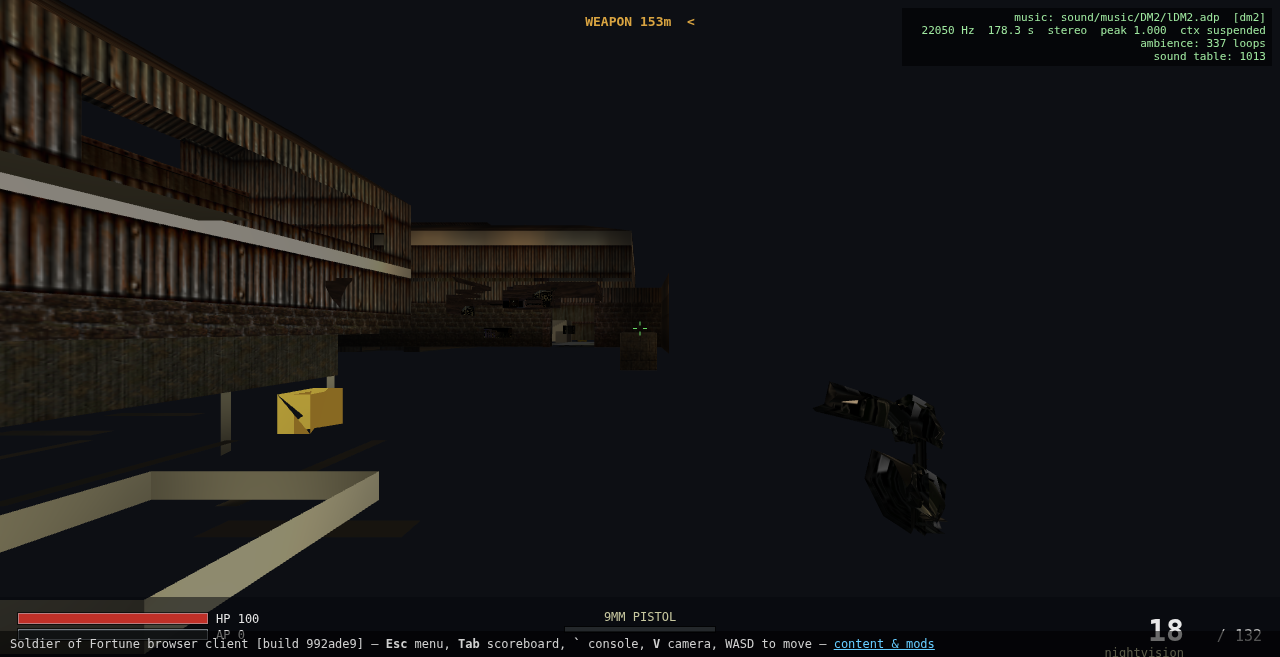 WEAPON 153m  <
music: sound/music/DM2/lDM2.adp  [dm2]
22050 Hz  178.3 s  stereo  peak 1.000  ctx suspended
ambience: 337 loops
sound table: 1013
HP 100
AP 0
9MM PISTOL
18 / 132
nightvision
Soldier of Fortune browser client [build 992ade9] — Esc menu, Tab scoreboard, ` console, V camera, WASD to move — content & mods